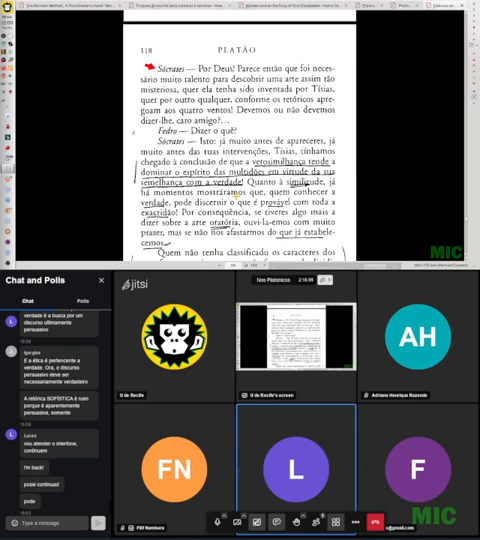 118 PLATÃO
Sócrates — Por Deus! Parece então que foi neces-
sário muito talento para descobrir uma arte assim tão
misteriosa, quer ela tenha sido inventada por Tísias,
quer por outro qualquer, conforme os retóricos apre-
goam aos quatro ventos! Devemos ou não devemos
dizer-lhe, caro amigo?...
Fedro — Dizer o quê?
Sócrates — Isto: já muito antes de apareceres, já
muito antes das tuas intervenções, Tísias, tínhamos
chegado à conclusão de que a verosimilhança tende a
dominar o espírito das multidões em virtude da sua
semelhança com a verdade! Quanto à similitude, já
há momentos mostráramos que, quem conhecer a
verdade, pode discernir o que é provável com toda a
exactidão! Por consequência, se tiveres algo mais a
dizer sobre a arte oratória, ouvi-la-emos com muito
prazer, mas se não nos afastarmos do que já estabele-
cemos.
Quem não tenha classificado os caracteres dos
MIC
Chat and Polls
Chat Polls
verdade é a busca por um
discurso ultimamente
persuasivo
Igorgios
E a ética é pertencente a
verdade. Ora, o discurso
persuasivo deve ser
necessariamente verdadeiro
A retórica SOFÍSTICA é ruim
porque é aparentemente
persuasiva, somente
Lucas
vou atender o interfone,
continuem
I'm back!
posw continuad
pode
Type a message
jitsi
Nos Platonicos
U do Recife
U do Recife's screen
AH
Adriano Henrique Rezende
FN
L
F
@gmail.com
MIC